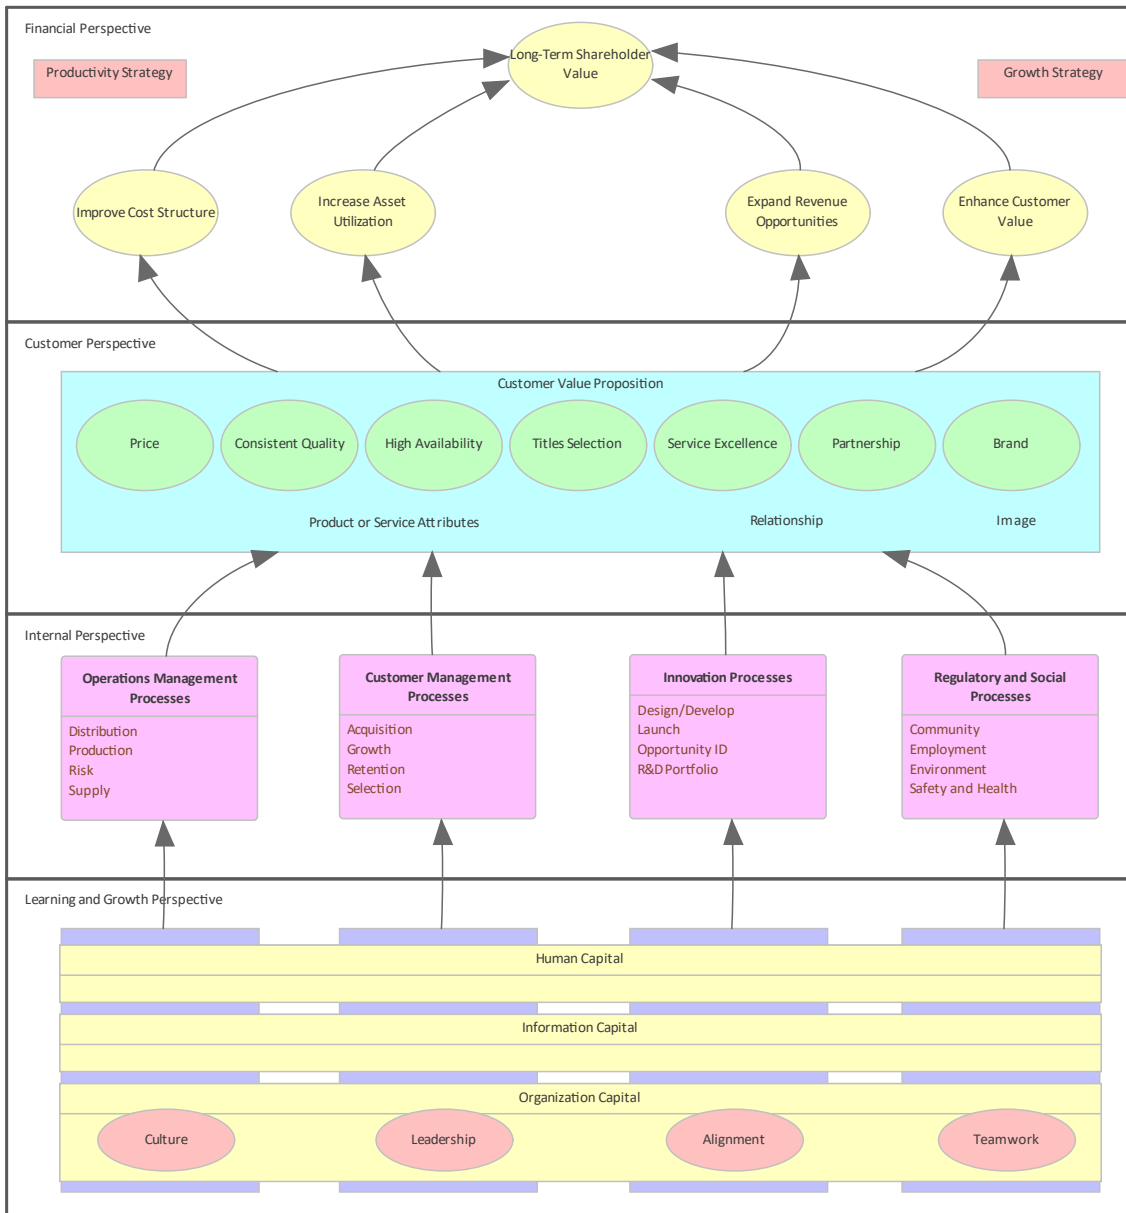 Financial Perspective
Productivity Strategy
Long-Term Shareholder
Value
Growth Strategy
Improve Cost Structure
Increase Asset
Utilization
Expand Revenue
Opportunities
Enhance Customer
Value
Customer Perspective
Customer Value Proposition
Price
Consistent Quality
High Availability
Titles Selection
Service Excellence
Partnership
Brand
Product or Service Attributes
Relationship
Image
Internal Perspective
Operations Management
Processes
Distribution
Production
Risk
Supply
Customer Management
Processes
Acquisition
Growth
Retention
Selection
Innovation Processes
Design/Develop
Launch
Opportunity ID
R&D Portfolio
Regulatory and Social
Processes
Community
Employment
Environment
Safety and Health
Learning and Growth Perspective
Human Capital
Information Capital
Organization Capital
Culture
Leadership
Alignment
Teamwork